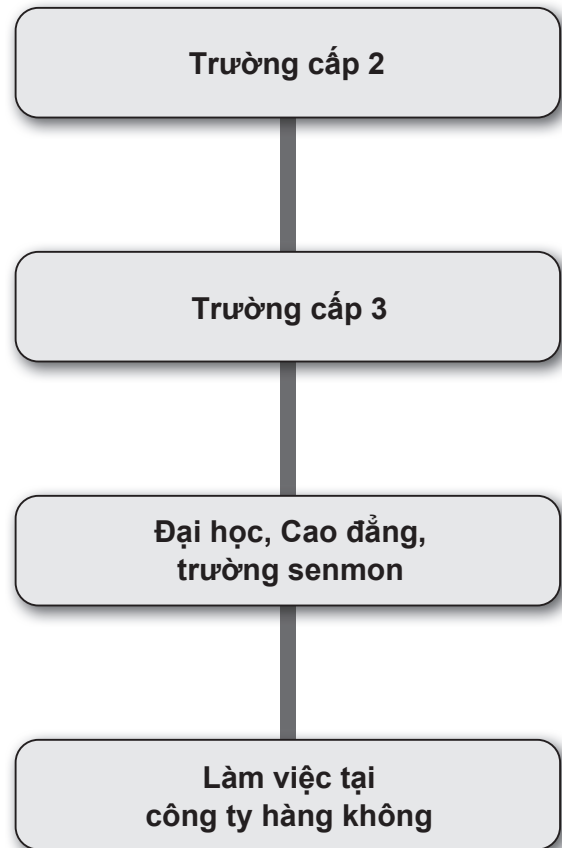 Trường cấp 2
Trường cấp 3
Đại học, Cao đẳng,
trường senmon
Làm việc tại
công ty hàng không